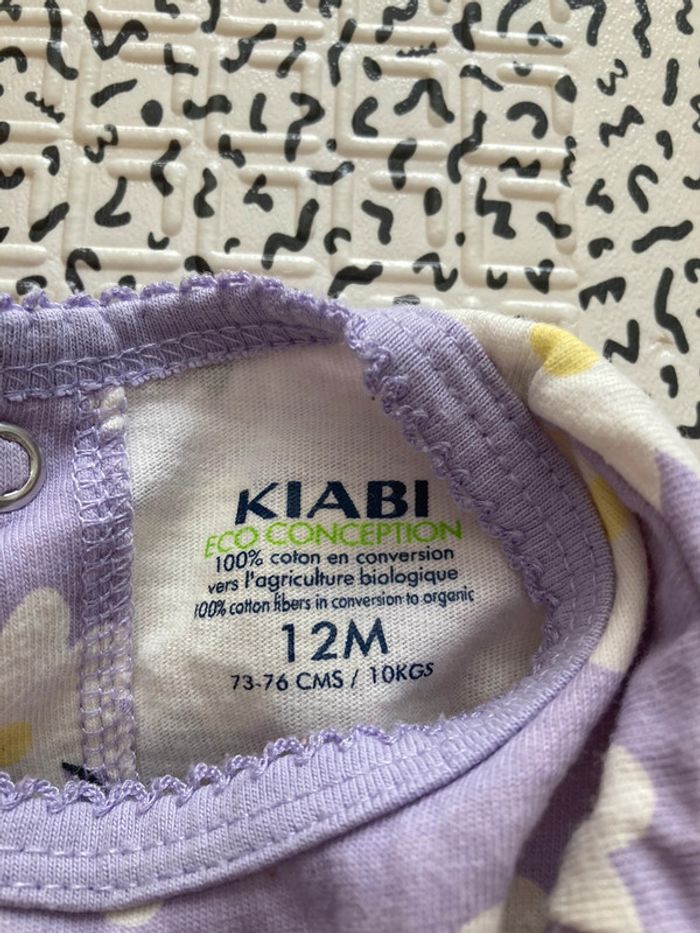 KIABI
ECO CONCEPTION
100% coton en conversion
vers l'agriculture biologique
100% cotton fibers in conversion to organic
12M
73-76 CMS / 10KGS